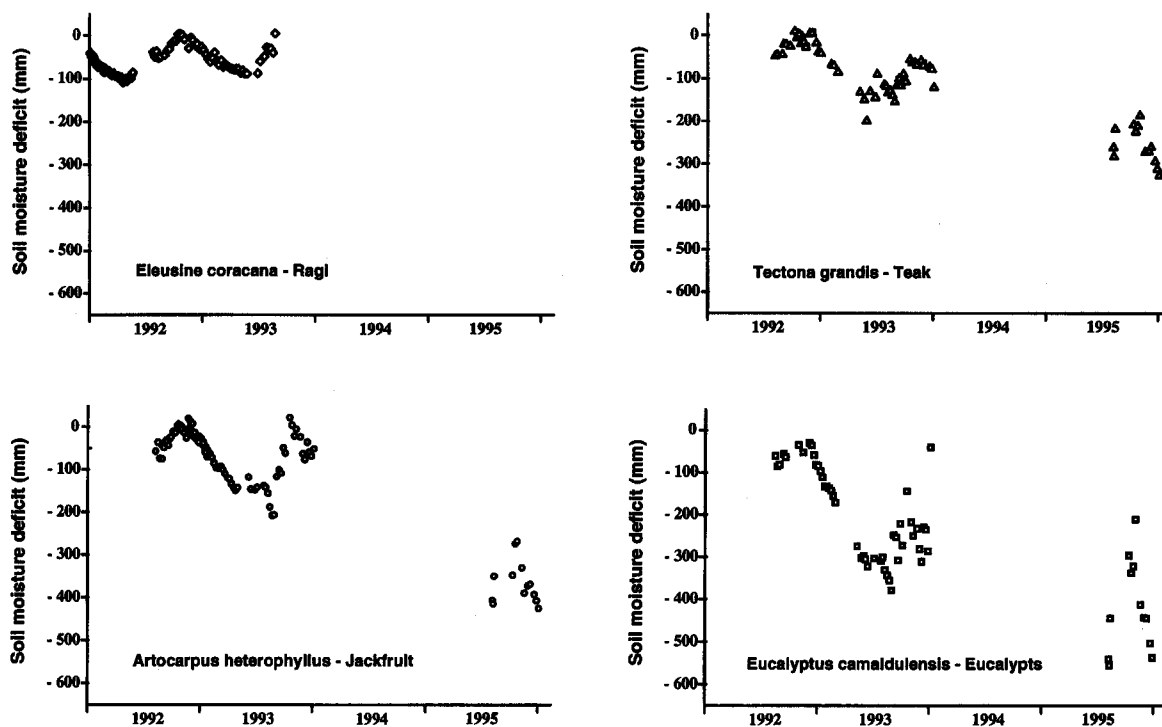 Soil moisture deficit (mm)
0
- 100
- 200
- 300
- 400
- 500
- 600
Eleusine coracana - Ragi
1992 1993 1994 1995
Soil moisture deficit (mm)
0
- 100
- 200
- 300
- 400
- 500
- 600
Tectona grandis - Teak
1992 1993 1994 1995
Soil moisture deficit (mm)
0
- 100
- 200
- 300
- 400
- 500
- 600
Artocarpus heterophyllus - Jackfruit
1992 1993 1994 1995
Soil moisture deficit (mm)
0
- 100
- 200
- 300
- 400
- 500
- 600
Eucalyptus camaldulensis - Eucalypts
1992 1993 1994 1995